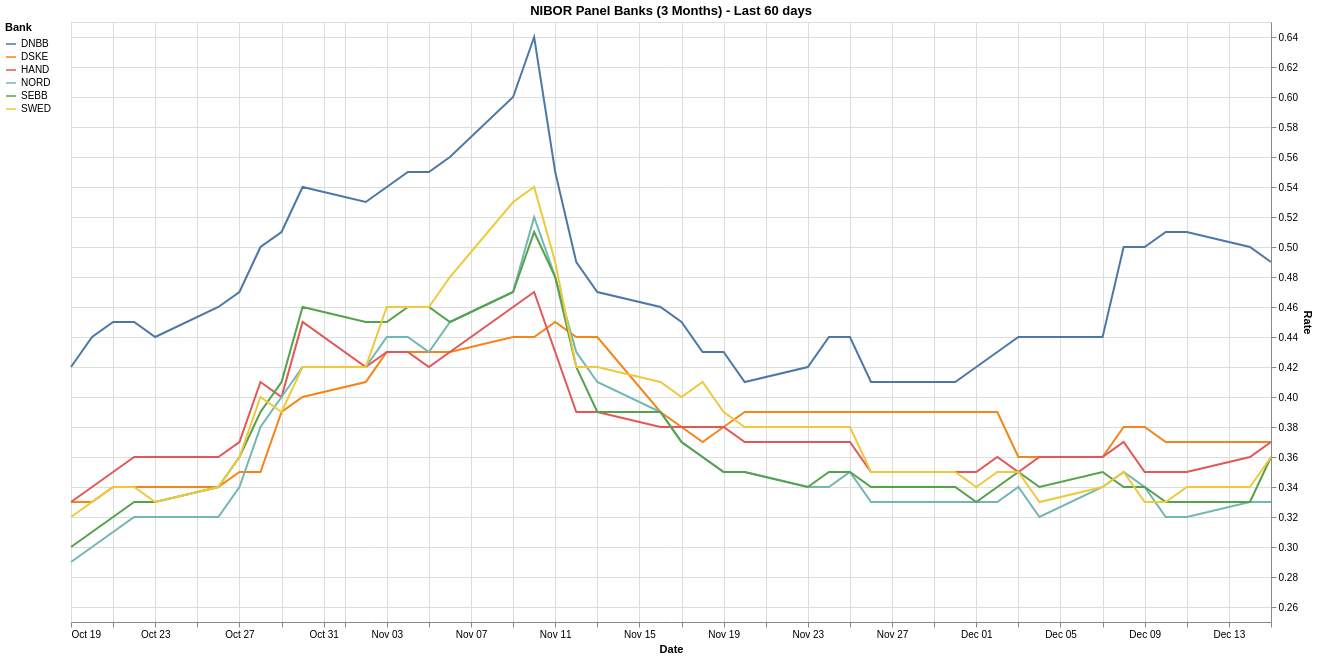 NIBOR Panel Banks (3 Months) - Last 60 days
Bank
DNBB
DSKE
HAND
NORD
SEBB
SWED
0.64
0.62
0.60
0.58
0.56
0.54
0.52
0.50
0.48
0.46
0.44
0.42
0.40
0.38
0.36
0.34
0.32
0.30
0.28
0.26
Rate
Oct 19 Oct 23 Oct 27 Oct 31 Nov 03 Nov 07 Nov 11 Nov 15 Nov 19 Nov 23 Nov 27 Dec 01 Dec 05 Dec 09 Dec 13
Date